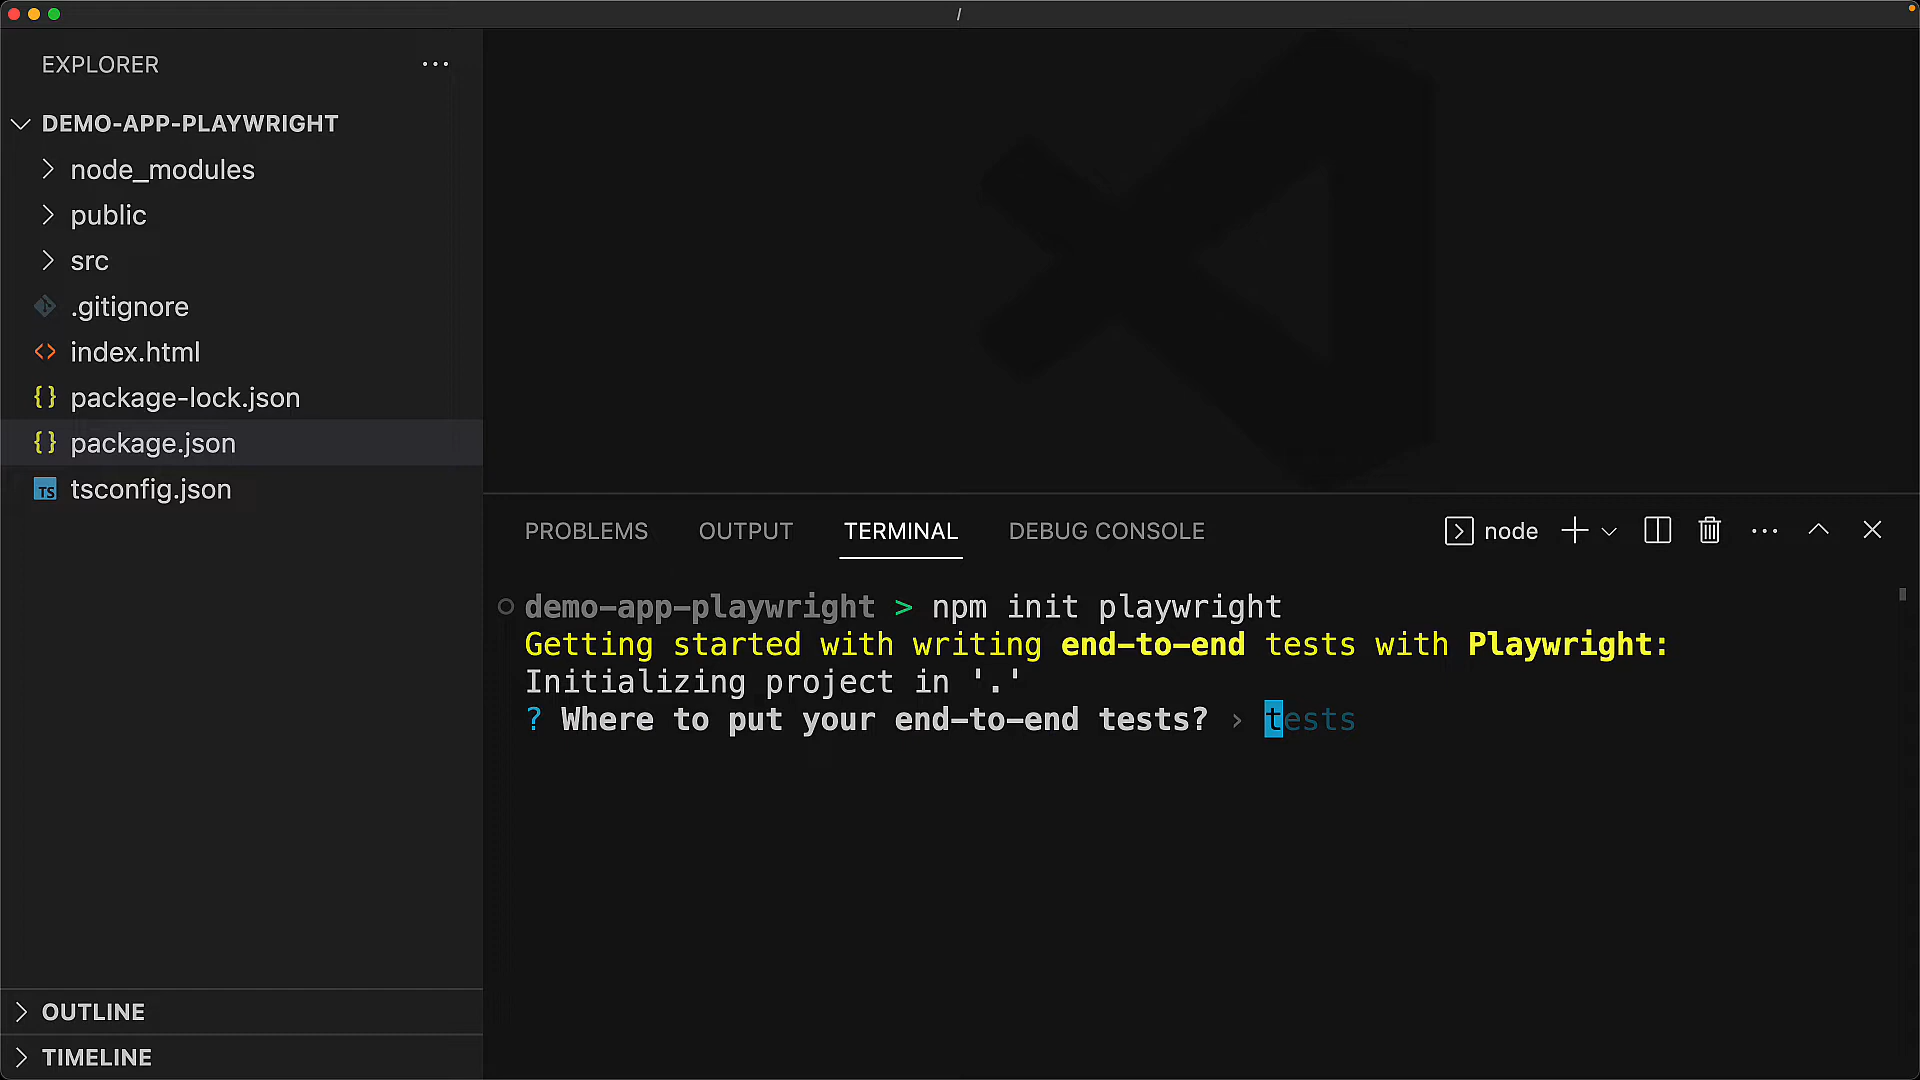 /
EXPLORER
DEMO-APP-PLAYWRIGHT
node_modules
public
src
.gitignore
index.html
package-lock.json
package.json
TS tsconfig.json
OUTLINE
TIMELINE
PROBLEMS OUTPUT TERMINAL DEBUG CONSOLE node
demo-app-playwright > npm init playwright
Getting started with writing end-to-end tests with Playwright:
Initializing project in '.'
? Where to put your end-to-end tests? › tests